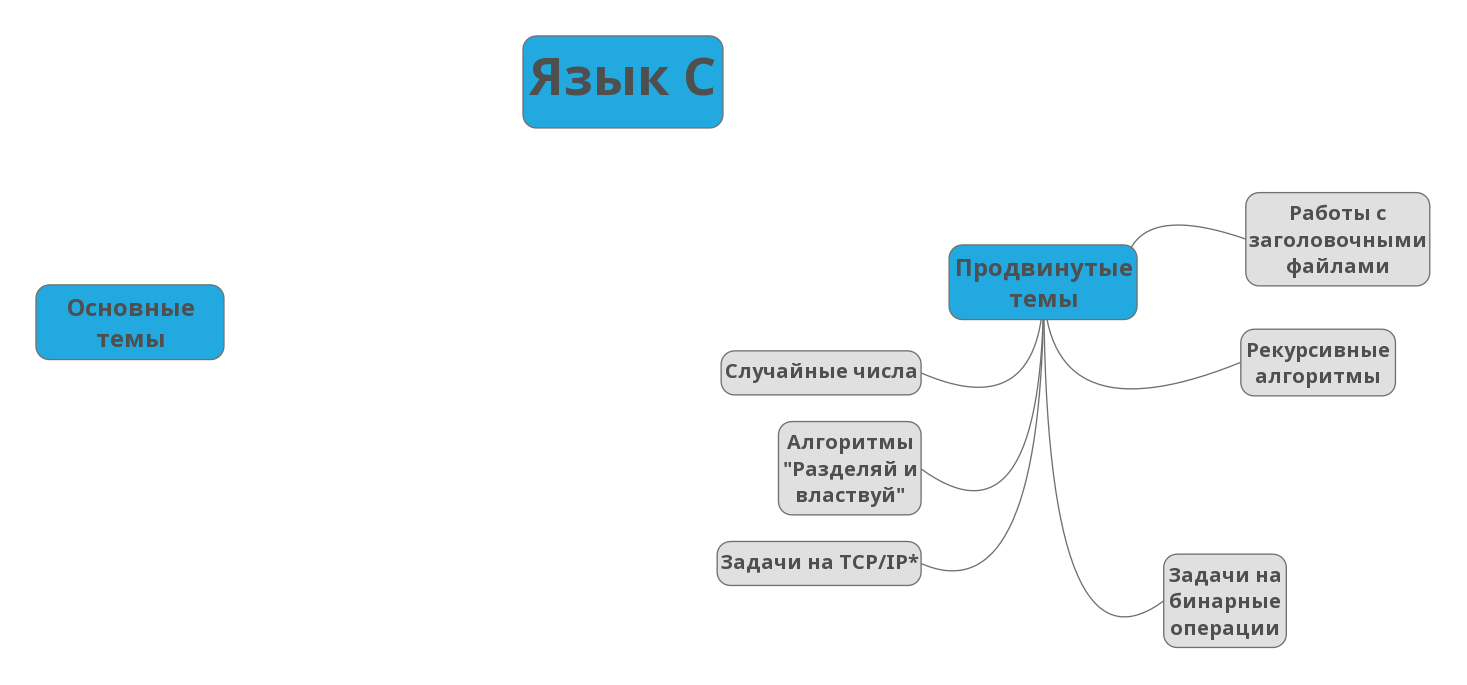 Язык С
Основные
темы
Продвинутые
темы
Работы с
заголовочными
файлами
Рекурсивные
алгоритмы
Случайные числа
Алгоритмы
"Разделяй и
властвуй"
Задачи на TCP/IP*
Задачи на
бинарные
операции